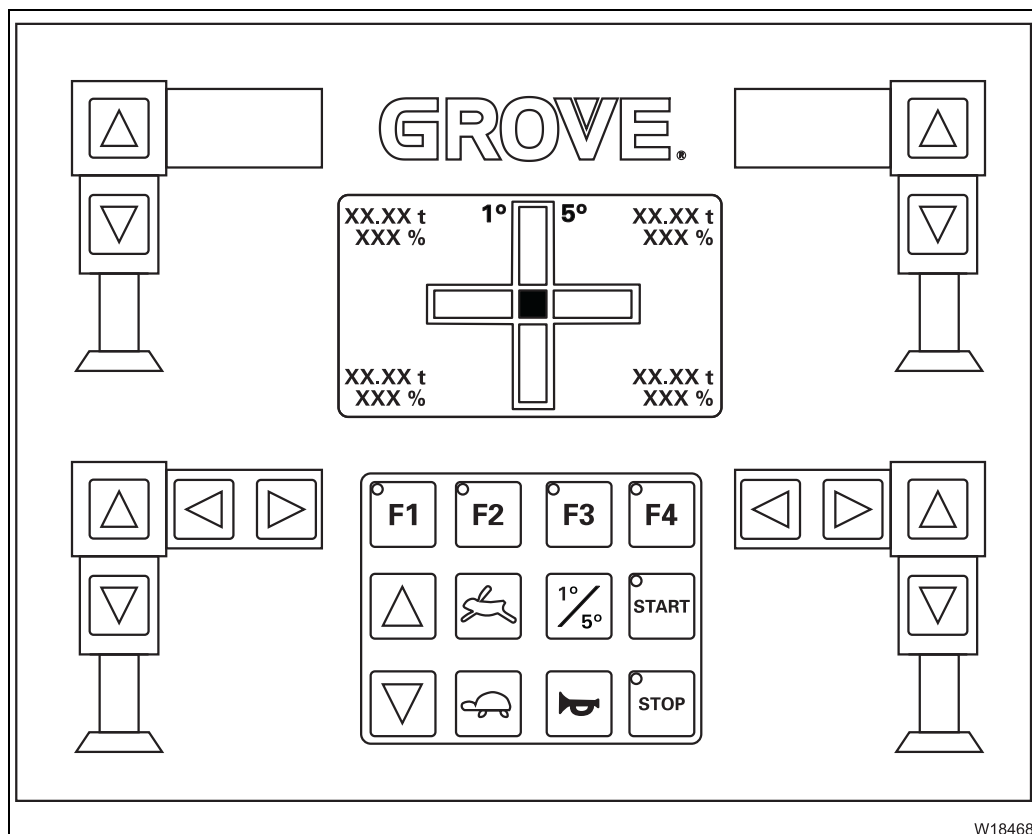 GROVE®
XX.XX t 1° 5° XX.XX t
XXX % XXX %
XX.XX t XX.XX t
XXX % XXX %
F1 F2 F3 F4
1°/5° START
STOP
W18468